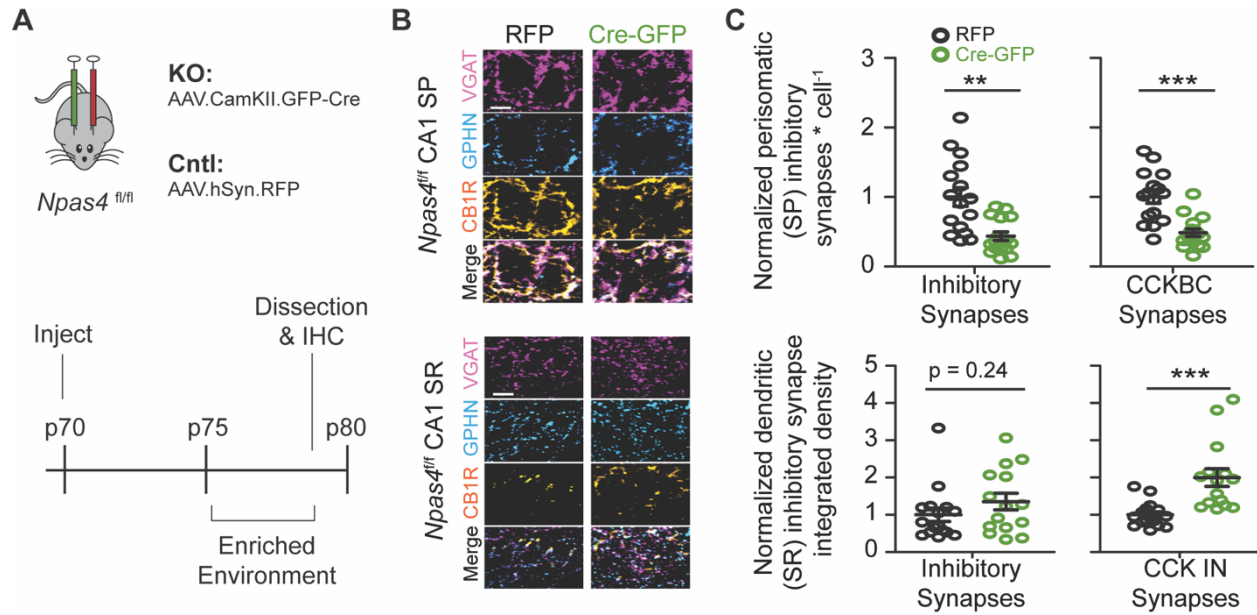 A
KO:
AAV.CamKII.GFP-Cre
Cntl:
AAV.hSyn.RFP
Npas4 fl/fl
Dissection
& IHC
Inject
p70
p75
p80
Enriched
Environment
B
RFP
Cre-GFP
Npas4f/f CA1 SP
VGAT
GPHN
CB1R
Merge
Npas4f/f CA1 SR
VGAT
GPHN
CB1R
Merge
C
RFP
Cre-GFP
Normalized perisomatic
(SP) inhibitory
synapses * cell-1
3
2
1
0
**
Inhibitory
Synapses
***
CCKBC
Synapses
Normalized dendritic
(SR) inhibitory synapse
integrated density
5
4
3
2
1
0
p = 0.24
Inhibitory
Synapses
***
CCK IN
Synapses